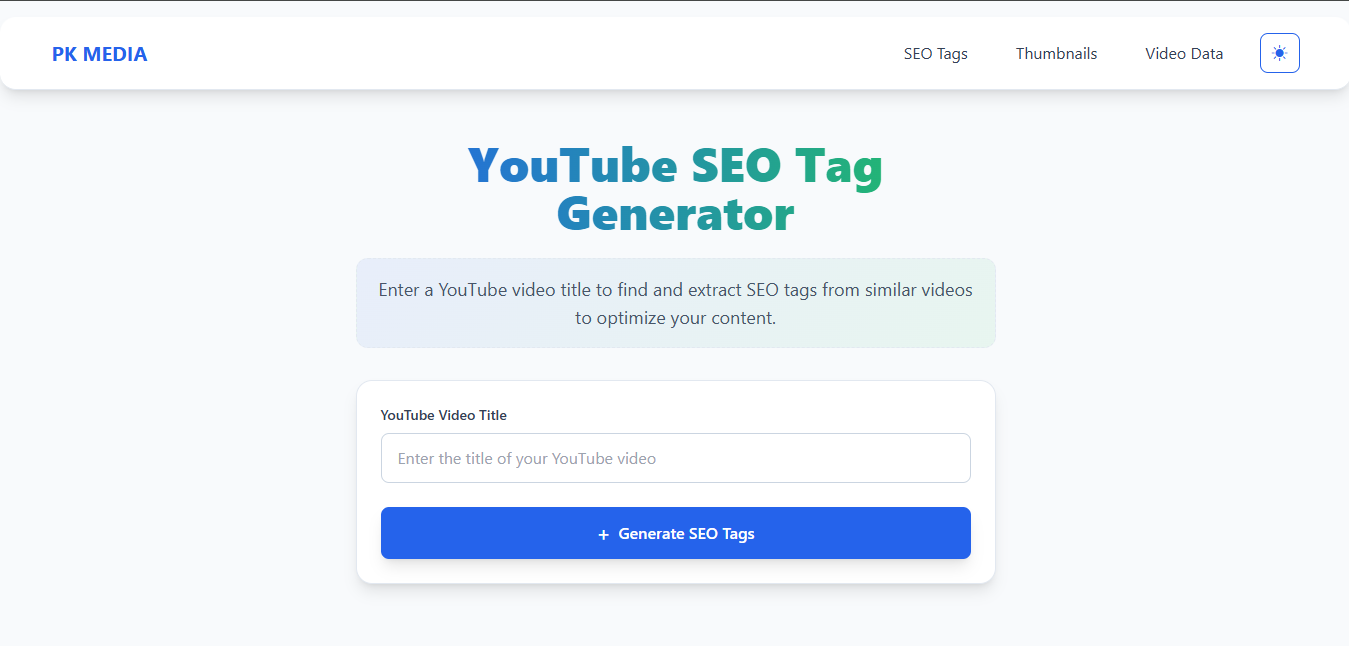 PK MEDIA
SEO Tags
Thumbnails
Video Data
YouTube SEO Tag
Generator
Enter a YouTube video title to find and extract SEO tags from similar videos
to optimize your content.
YouTube Video Title
Enter the title of your YouTube video
+ Generate SEO Tags